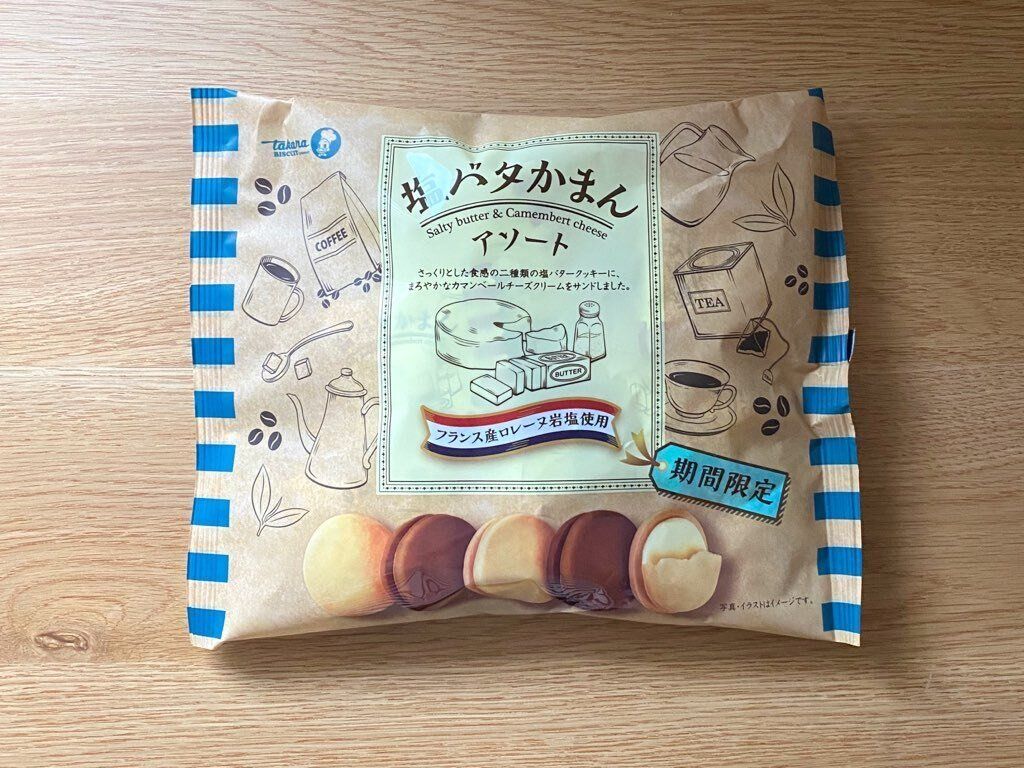 takara
BISCUIT
塩バタかまん
Salty butter & Camembert cheese
アソート
さっくりとした食感の二種類の塩バタークッキーに、
まろやかなカマンベールチーズクリームをサンドしました。
COFFEE
TEA
BUTTER
フランス産ロレーヌ岩塩使用
期間限定
写真・イラストはイメージです。